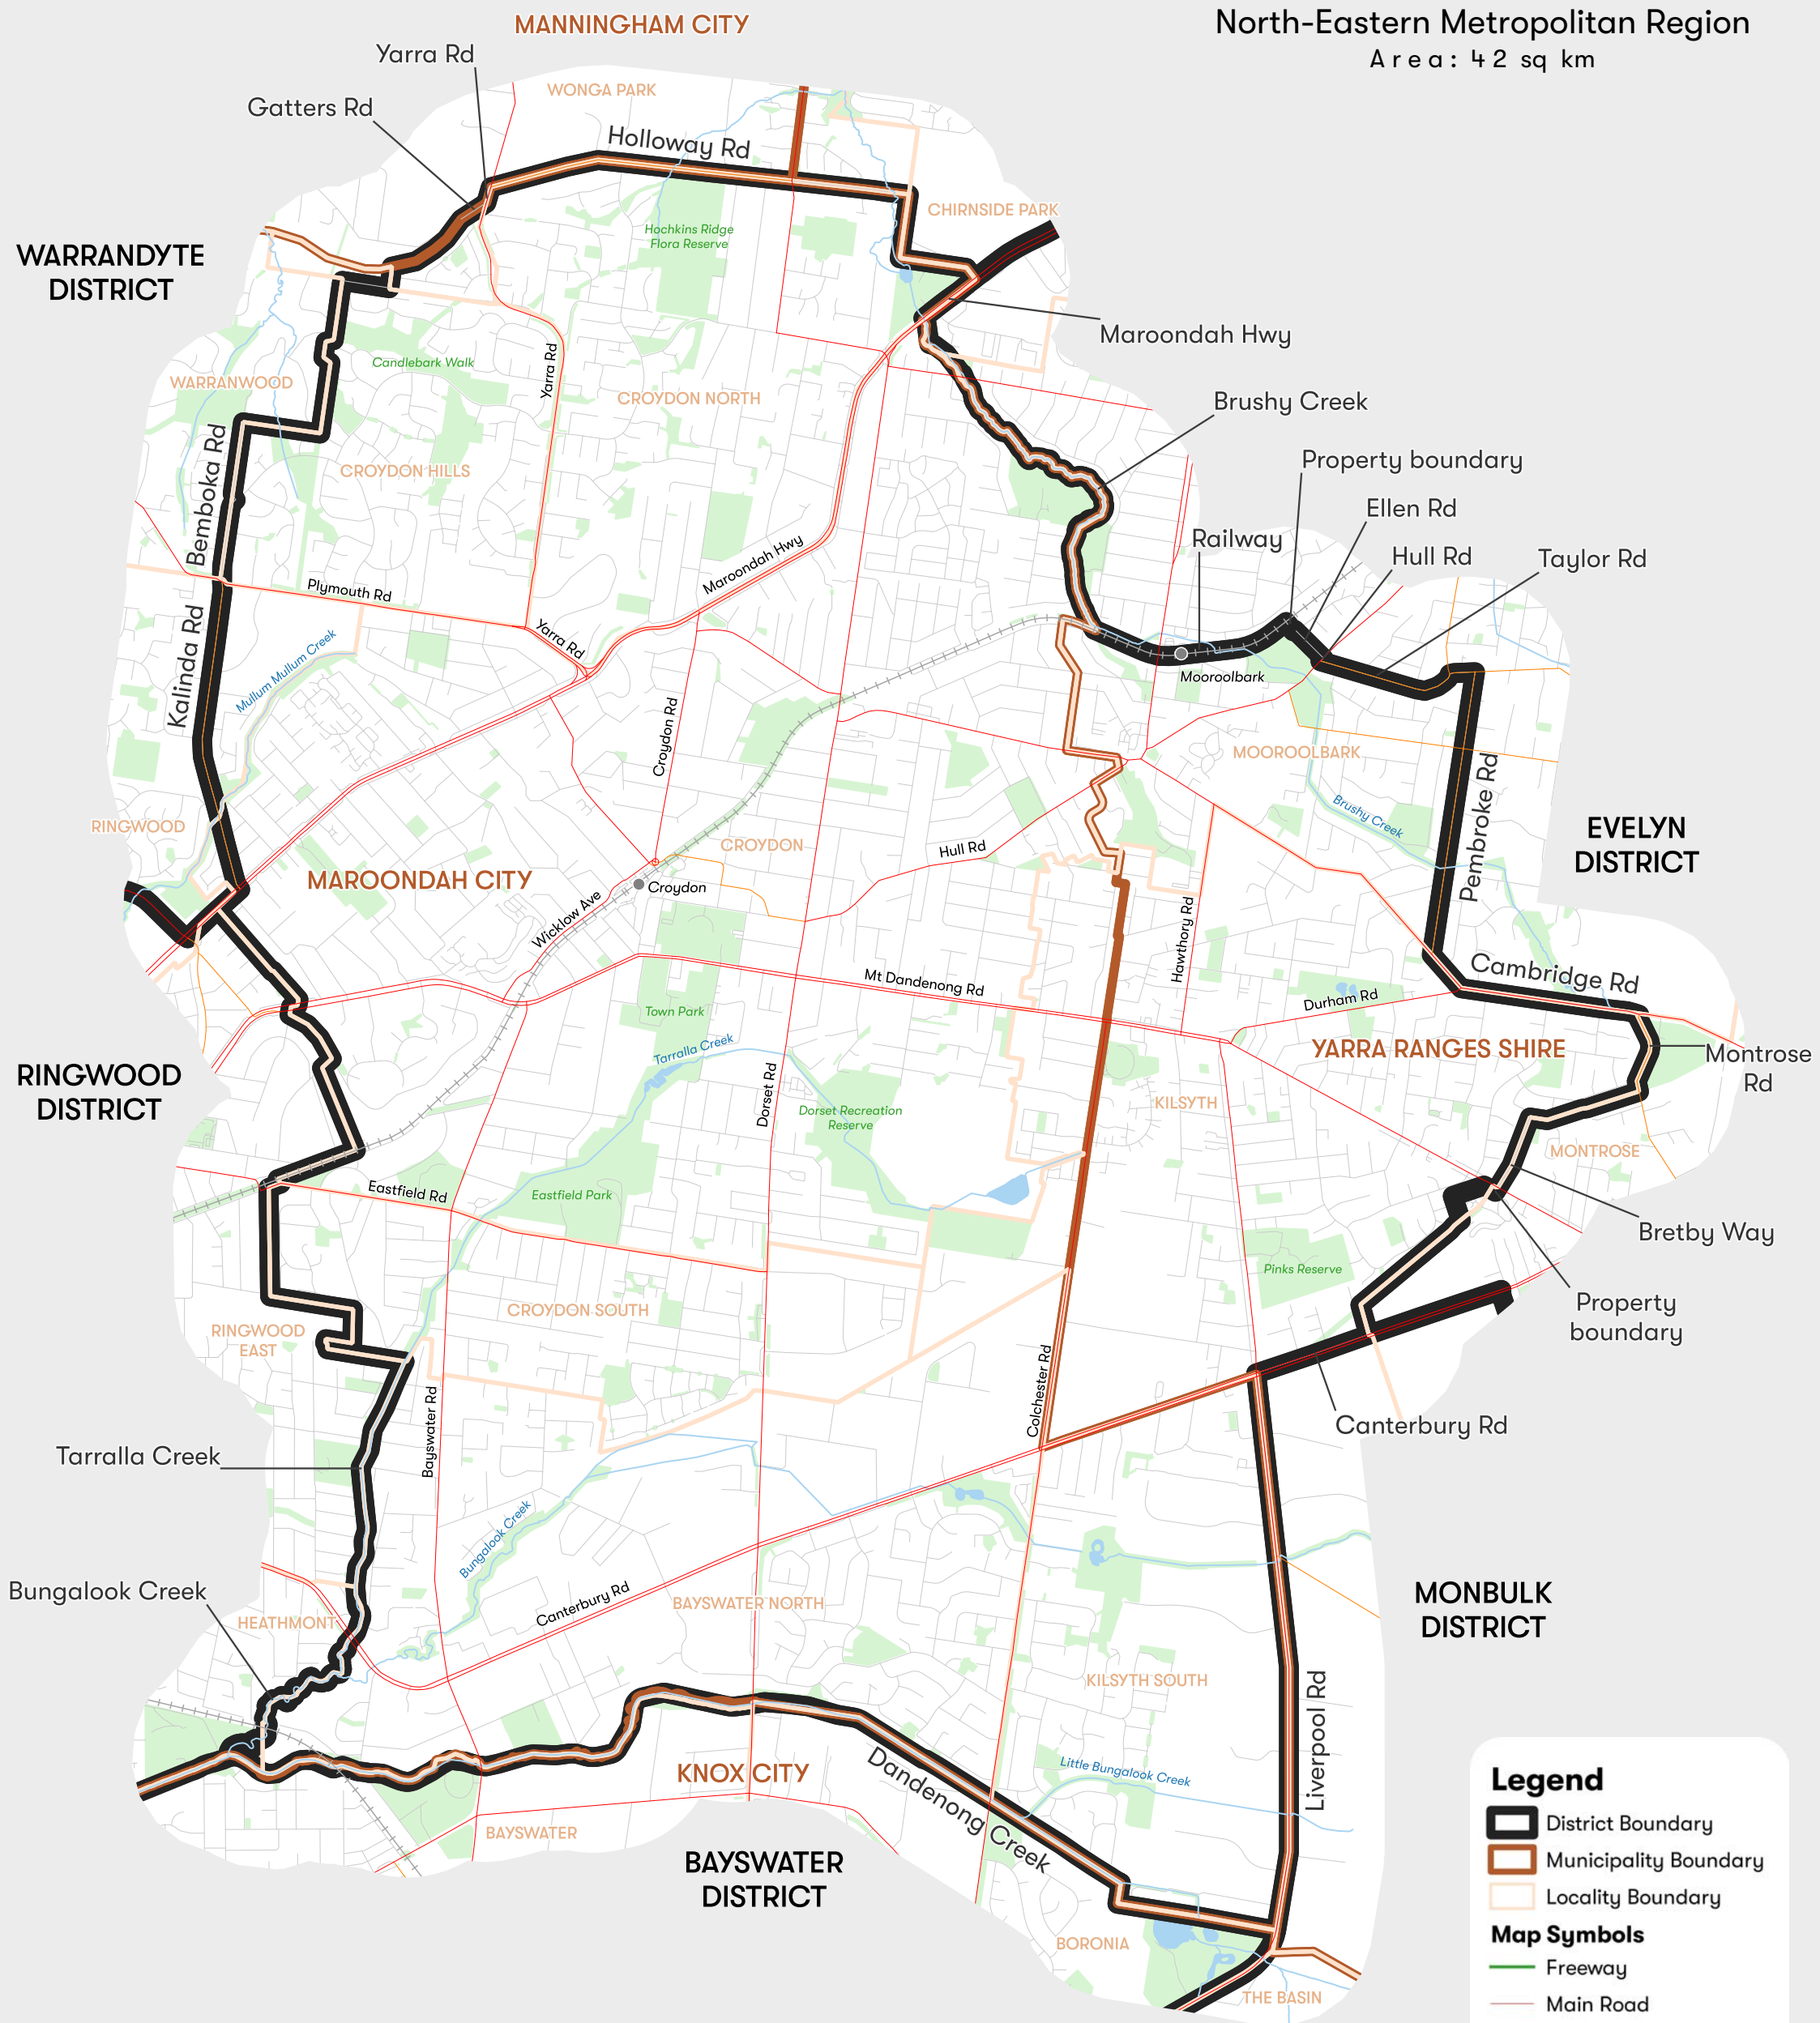 MANNINGHAM CITY
North-Eastern Metropolitan Region
Area: 42 sq km
Yarra Rd
WONGA PARK
Gatters Rd
Holloway Rd
CHIRNSIDE PARK
Hochkins Ridge
Flora Reserve
WARRANDYTE
DISTRICT
Maroondah Hwy
Candlebark Walk
Yarra Rd
WARRANWOOD
CROYDON NORTH
Brushy Creek
Bemboka Rd
CROYDON HILLS
Property boundary
Ellen Rd
Railway
Hull Rd
Taylor Rd
Maroondah Hwy
Plymouth Rd
Yarra Rd
Kalinda Rd
Mullum Mullum Creek
Mooroolbark
Croydon Rd
MOOROOLBARK
Pembroke Rd
Brushy Creek
RINGWOOD
EVELYN
DISTRICT
CROYDON
Hull Rd
MAROONDAH CITY
Croydon
Wicklow Ave
Hawthory Rd
Mt Dandenong Rd
Cambridge Rd
Durham Rd
Town Park
YARRA RANGES SHIRE
Montrose
Rd
Tarralla Creek
RINGWOOD
DISTRICT
Dorset Rd
Dorset Recreation
Reserve
KILSYTH
MONTROSE
Eastfield Rd
Eastfield Park
Bretby Way
Pinks Reserve
CROYDON SOUTH
Property
boundary
RINGWOOD
EAST
Colchester Rd
Bayswater Rd
Canterbury Rd
Tarralla Creek
Bungalook Creek
Bungalook Creek
Canterbury Rd
BAYSWATER NORTH
MONBULK
DISTRICT
HEATHMONT
KILSYTH SOUTH
Liverpool Rd
KNOX CITY
Little Bungalook Creek
Dandenong Creek
Legend
District Boundary
BAYSWATER
BAYSWATER
DISTRICT
Municipality Boundary
Locality Boundary
Map Symbols
BORONIA
Freeway
THE BASIN
Main Road